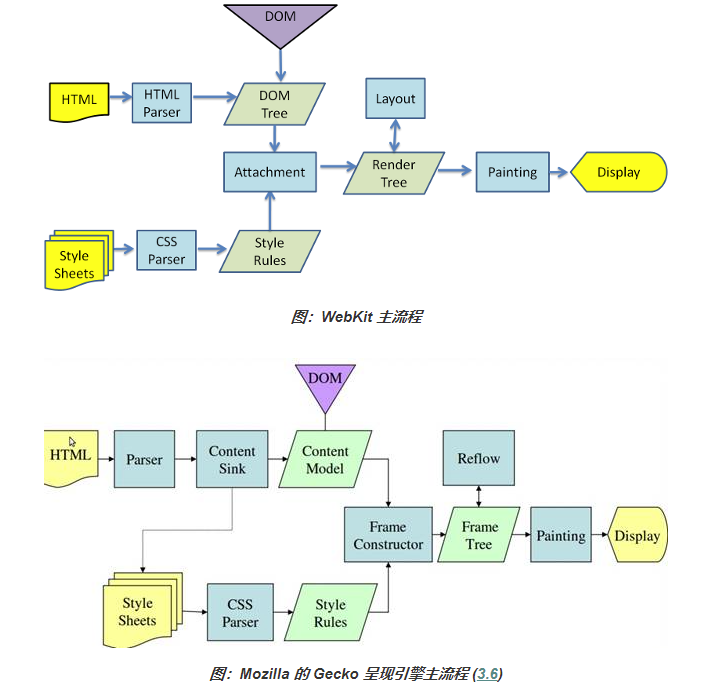 DOM
HTML
HTML
Parser
DOM
Tree
Layout
Attachment
Render
Tree
Painting
Display
Style
Sheets
CSS
Parser
Style
Rules
图：WebKit 主流程
DOM
HTML
Parser
Content
Sink
Content
Model
Reflow
Frame
Constructor
Frame
Tree
Painting
Display
Style
Sheets
CSS
Parser
Style
Rules
图：Mozilla 的 Gecko 呈现引擎主流程 (3.6)